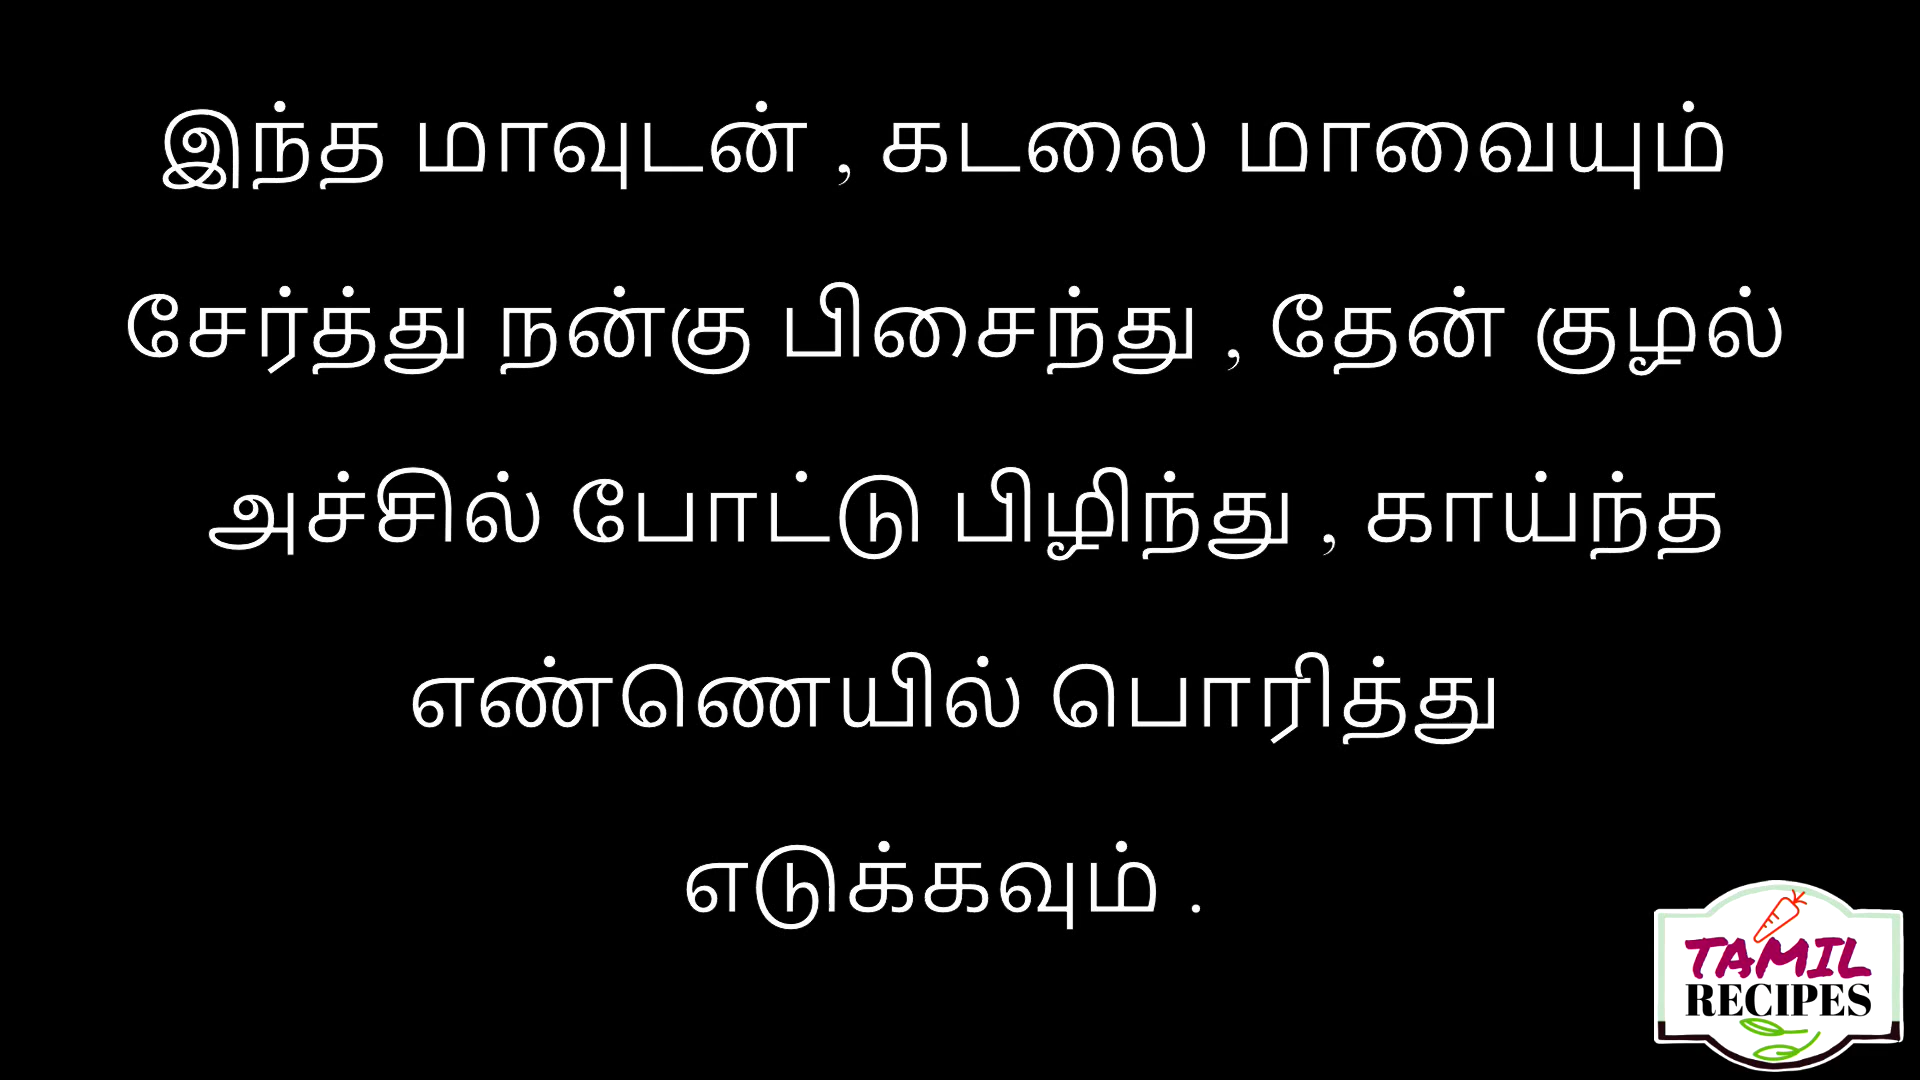 இந்த மாவுடன் , கடலை மாவையும்
சேர்த்து நன்கு பிசைந்து , தேன் குழல்
அச்சில் போட்டு பிழிந்து , காய்ந்த
எண்ணெயில் பொரித்து
எடுக்கவும் .
TAMIL
RECIPES